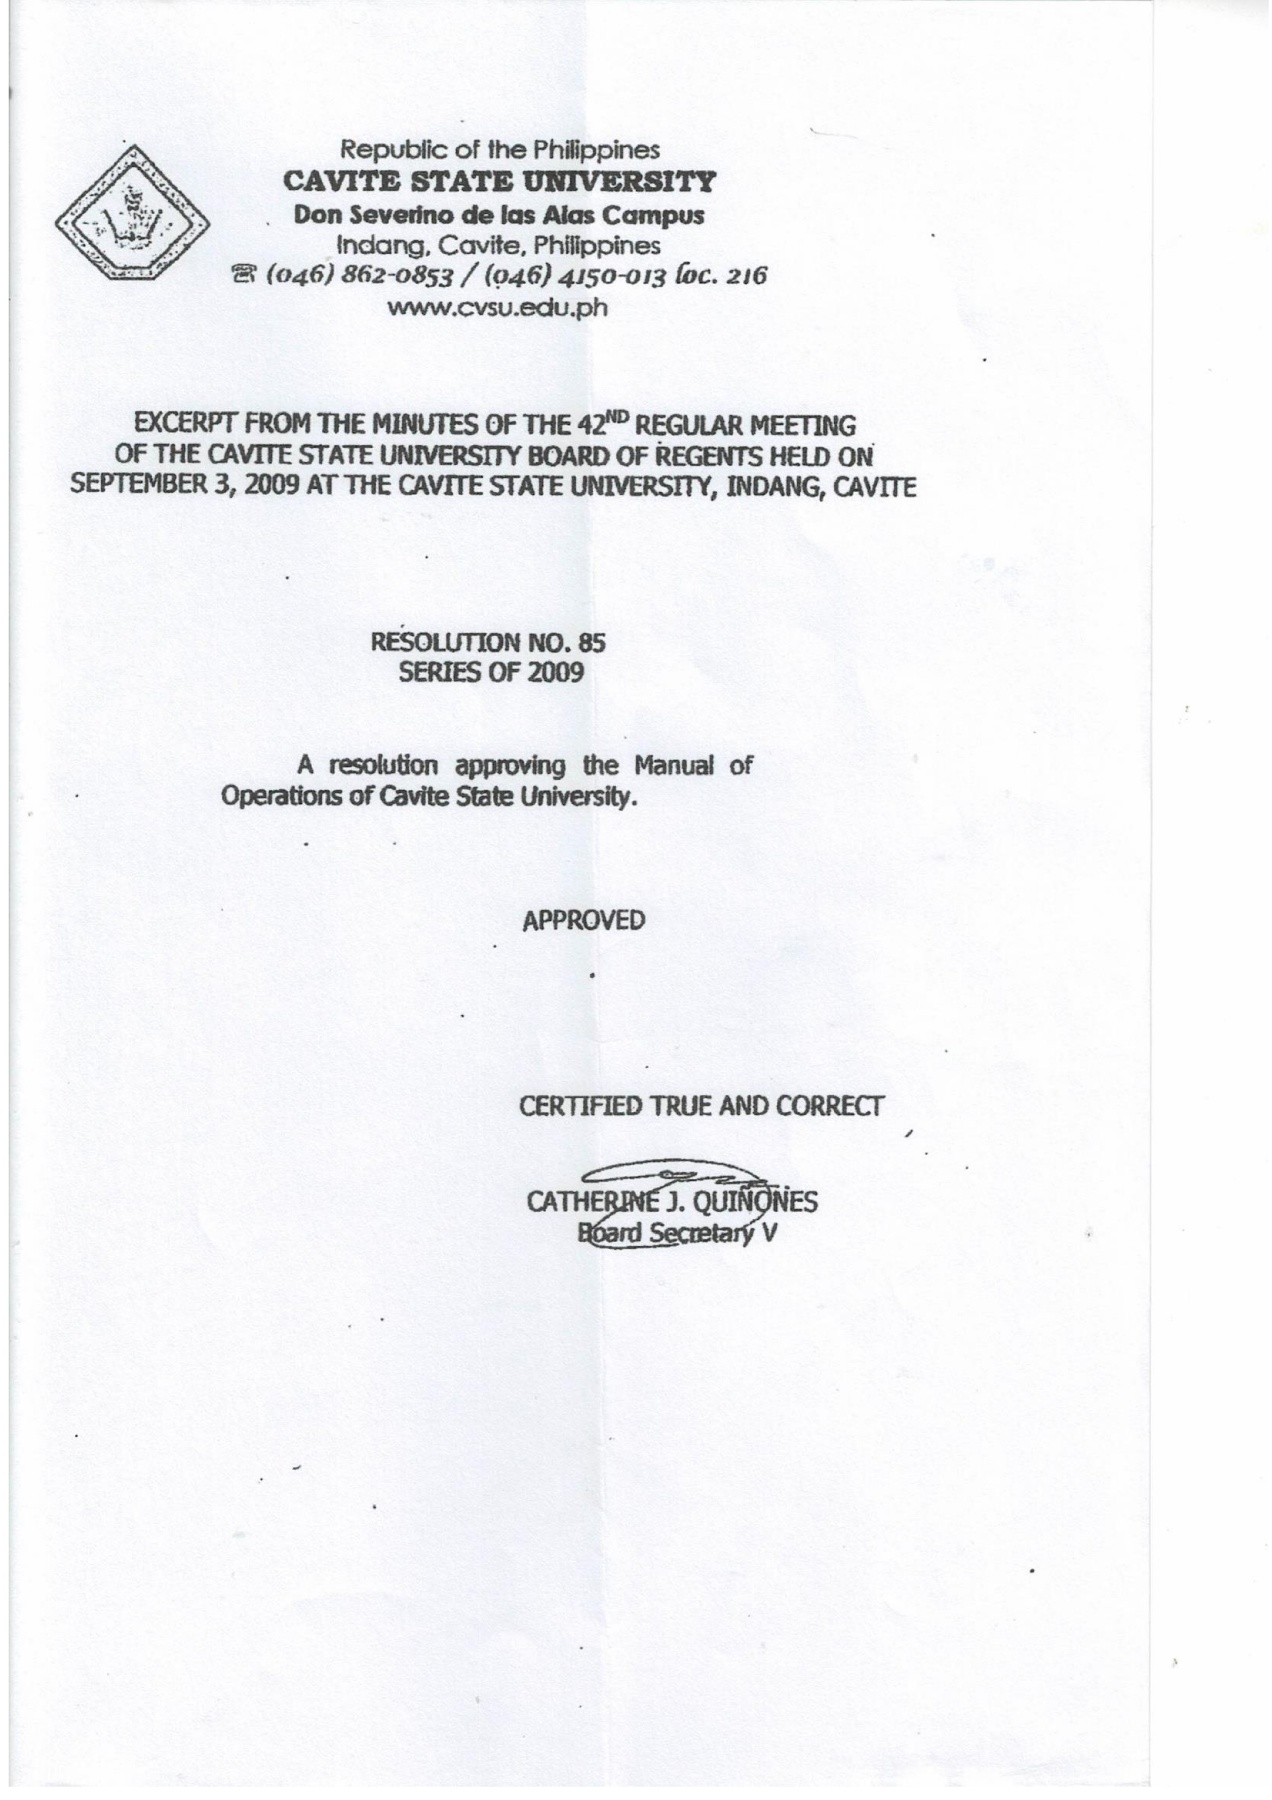 Republic of the Philippines
CAVITE STATE UNIVERSITY
Don Severino de las Alas Campus
Indang, Cavite, Philippines
☎ (046) 862-0853 / (046) 4150-013 loc. 216
www.cvsu.edu.ph
EXCERPT FROM THE MINUTES OF THE 42ND REGULAR MEETING
OF THE CAVITE STATE UNIVERSITY BOARD OF REGENTS HELD ON
SEPTEMBER 3, 2009 AT THE CAVITE STATE UNIVERSITY, INDANG, CAVITE
RESOLUTION NO. 85
SERIES OF 2009
A resolution approving the Manual of
Operations of Cavite State University.
APPROVED
CERTIFIED TRUE AND CORRECT
CATHERINE J. QUIÑONES
Board Secretary V